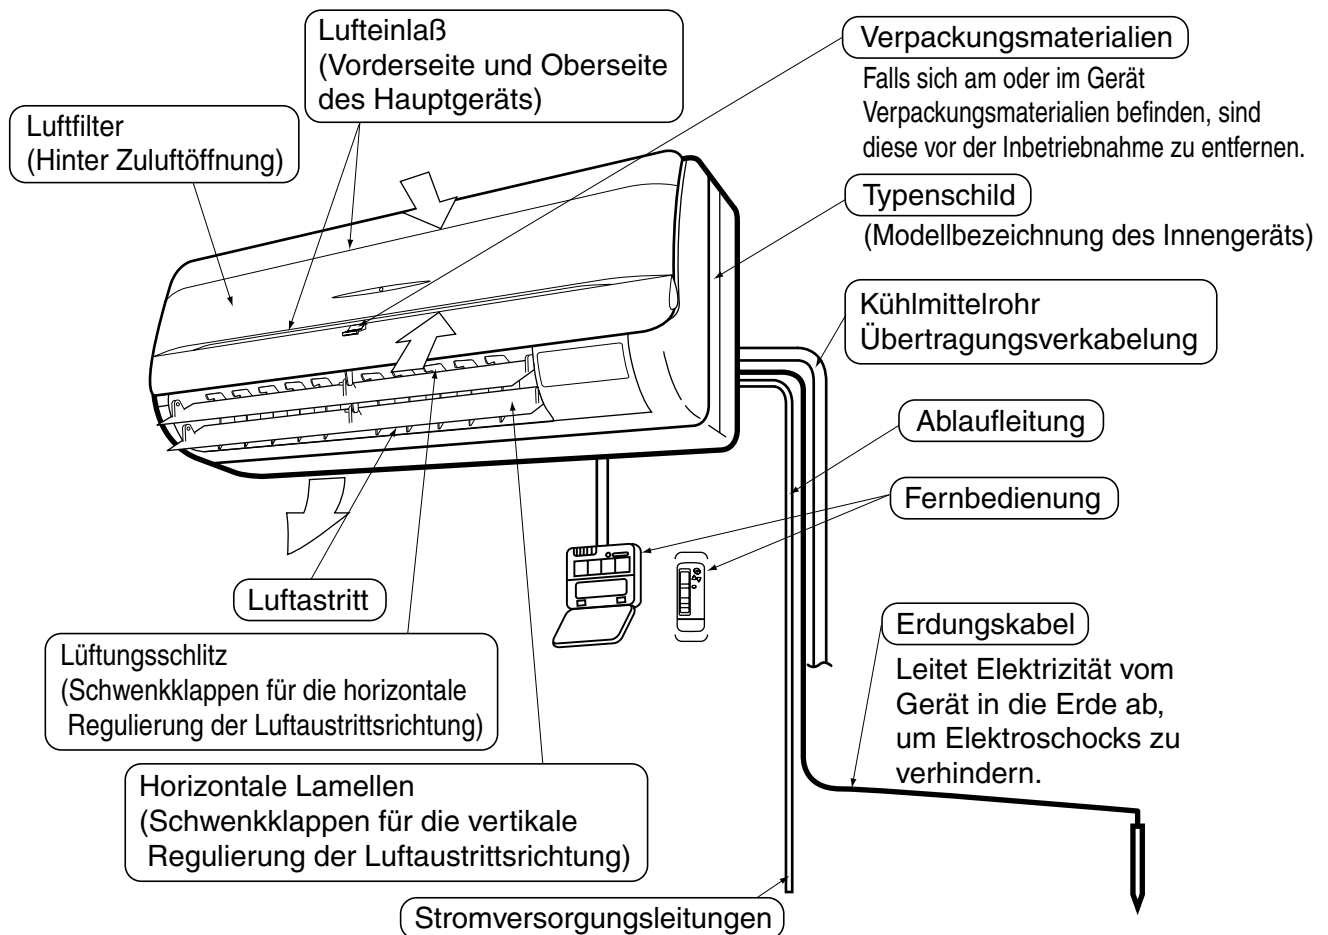 Lufteinlaß
(Vorderseite und Oberseite
des Hauptgeräts)
Verpackungsmaterialien
Falls sich am oder im Gerät
Verpackungsmaterialien befinden, sind
diese vor der Inbetriebnahme zu entfernen.
Luftfilter
(Hinter Zuluftöffnung)
Typenschild
(Modellbezeichnung des Innengeräts)
Kühlmittelrohr
Übertragungsverkabelung
Ablaufleitung
Fernbedienung
Luftastritt
Erdungskabel
Leitet Elektrizität vom
Gerät in die Erde ab,
um Elektroschocks zu
verhindern.
Lüftungsschlitz
(Schwenkklappen für die horizontale
Regulierung der Luftaustrittsrichtung)
Horizontale Lamellen
(Schwenkklappen für die vertikale
Regulierung der Luftaustrittsrichtung)
Stromversorgungsleitungen